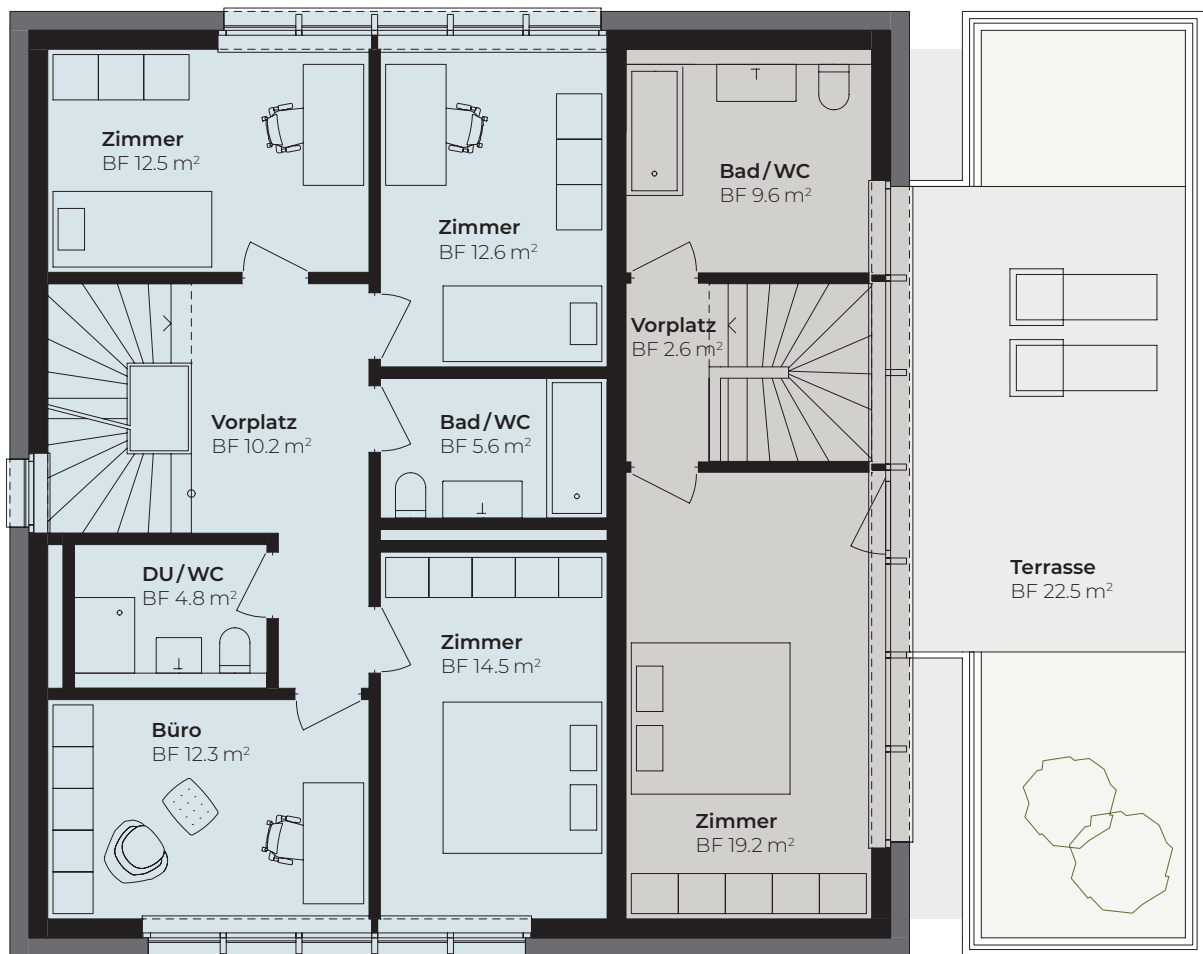 Zimmer
BF 12.5 m²
Zimmer
BF 12.6 m²
Bad/WC
BF 9.6 m²
Vorplatz
BF 2.6 m²
Vorplatz
BF 10.2 m²
Bad/WC
BF 5.6 m²
DU/WC
BF 4.8 m²
Zimmer
BF 14.5 m²
Terrasse
BF 22.5 m²
Büro
BF 12.3 m²
Zimmer
BF 19.2 m²